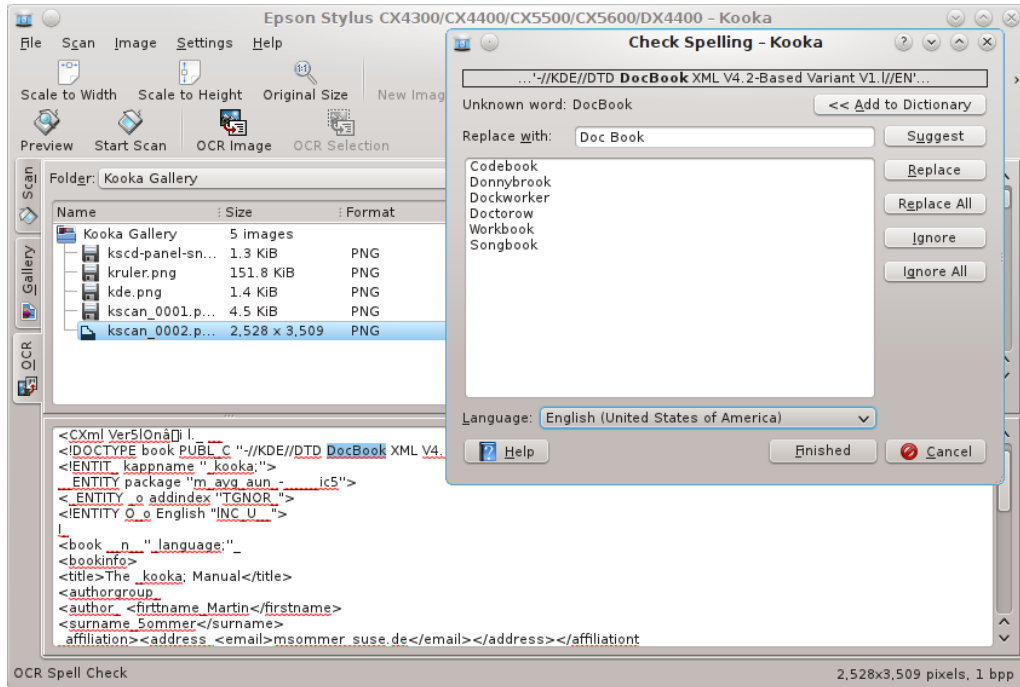 Epson Stylus CX4300/CX4400/CX5500/CX5600/DX4400 – Kooka
File Scan Image Settings Help
Scale to Width Scale to Height Original Size New Imag
Preview Start Scan OCR Image OCR Selection
Scan
Gallery
OCR
Folder: Kooka Gallery
Name Size Format
Kooka Gallery 5 images
kscd-panel-sn... 1.3 KiB PNG
kruler.png 151.8 KiB PNG
kde.png 1.4 KiB PNG
kscan_0001.p... 4.5 KiB PNG
kscan_0002.p... 2,528 x 3,509 PNG
<CXml Ver5lOnâ▯i l._ __
<!DOCTYPE book PUBL_C "-//KDE//DTD DocBook XML V4.
<!ENTIT_ kappname "_kooka;">
__ENTITY package "m_ayg_aun_-______ic5">
<_ENTITY _o addindex "TGNOR_">
<!ENTITY O_o English "lNC_U__">
l_
<book __n__"_language;"_
<bookinfo>
<title>The _kooka; Manual</title>
<authorgroup_
<author_ <firttname_Martin</firstname>
<surname_5ommer</surname>
_affiliation><address_<email>msommer_suse.de</email></address></affiliationt
OCR Spell Check
2,528x3,509 pixels, 1 bpp
Check Spelling – Kooka
...'-//KDE//DTD DocBook XML V4.2-Based Variant V1.l//EN'...
Unknown word: DocBook
<< Add to Dictionary
Replace with: Doc Book
Suggest
Codebook
Donnybrook
Dockworker
Doctorow
Workbook
Songbook
Replace
Replace All
Ignore
Ignore All
Language: English (United States of America)
Help Finished Cancel